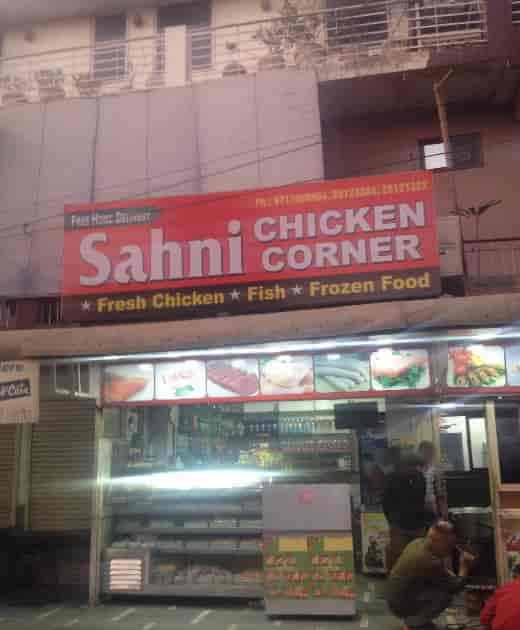 FREE HOME DELIVERY
Sahni
CHICKEN
CORNER
★ Fresh Chicken ★ Fish ★ Frozen Food